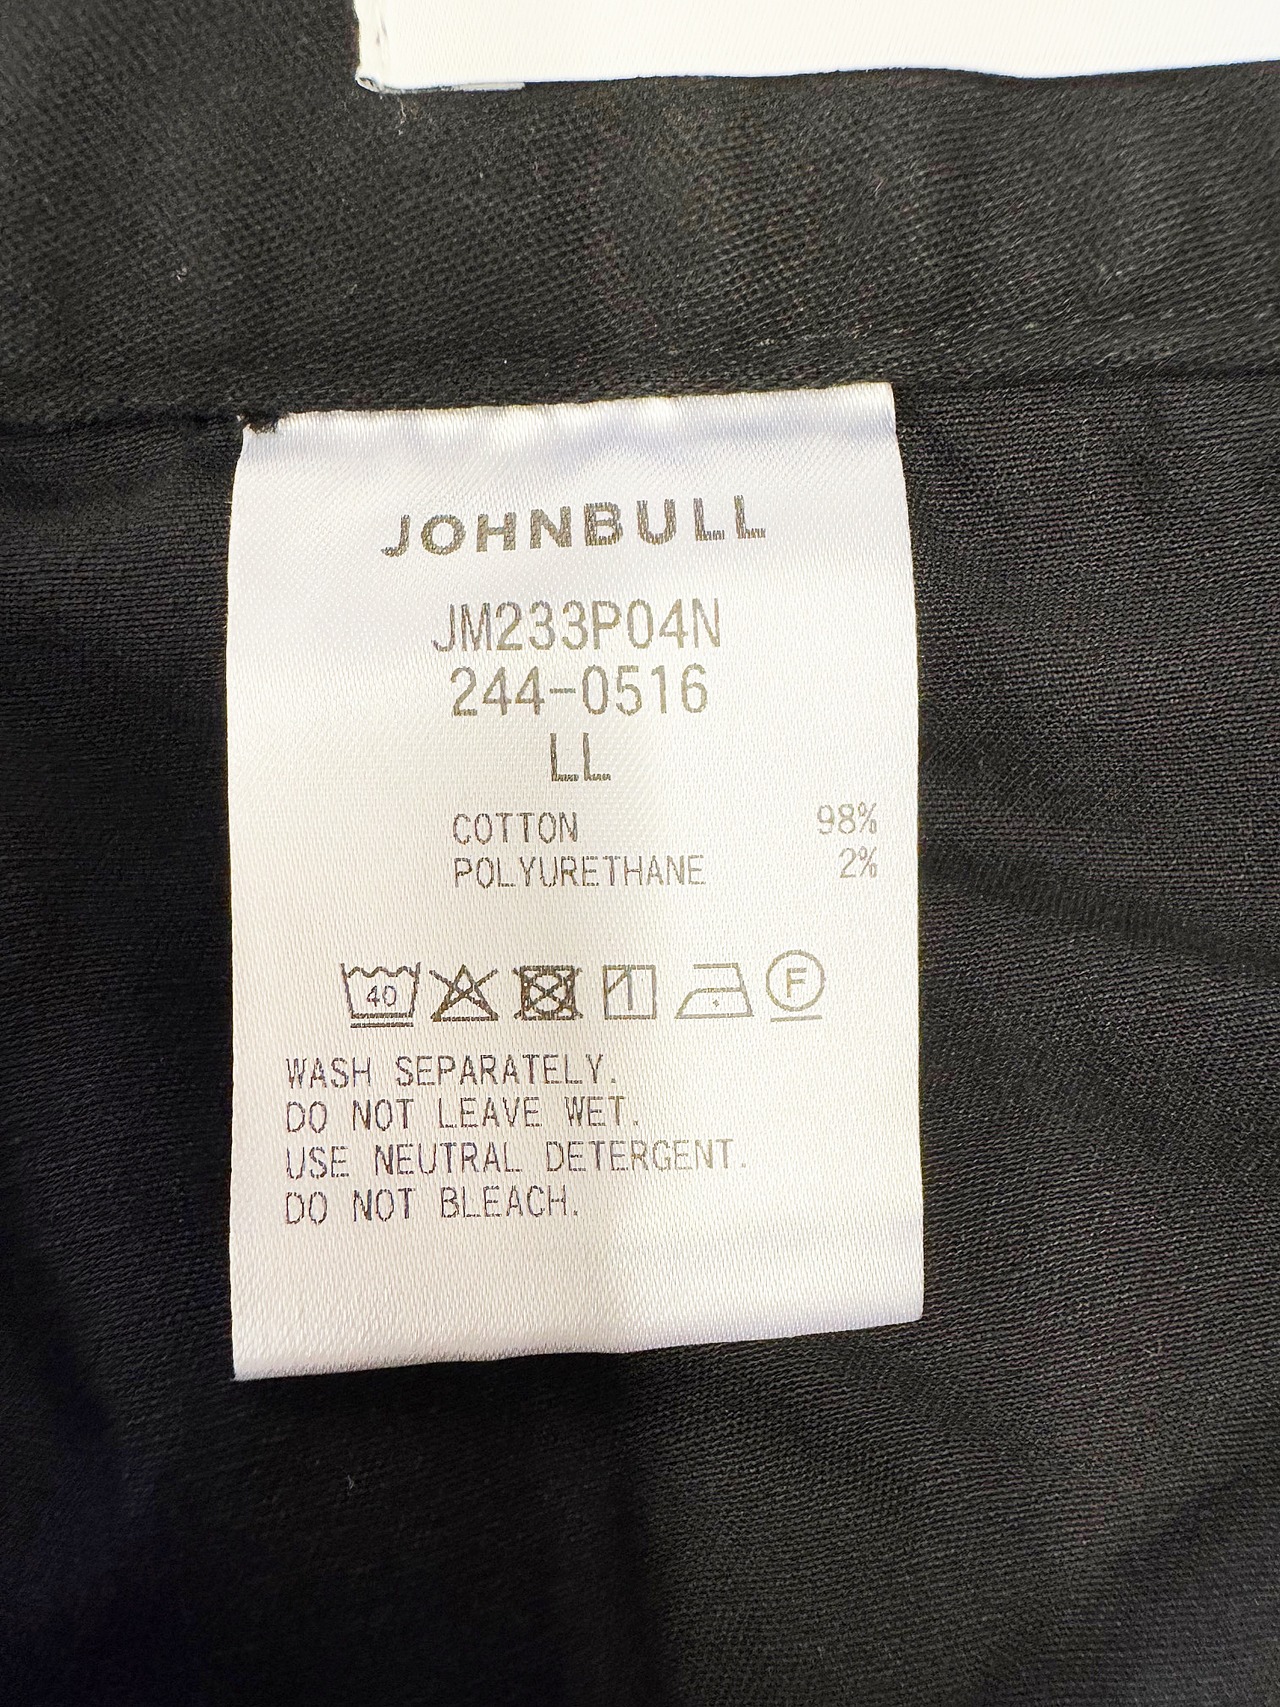 JOHNBULL
JM233P04N
244-0516
LL
COTTON 98%
POLYURETHANE 2%
40 F
WASH SEPARATELY.
DO NOT LEAVE WET.
USE NEUTRAL DETERGENT.
DO NOT BLEACH.